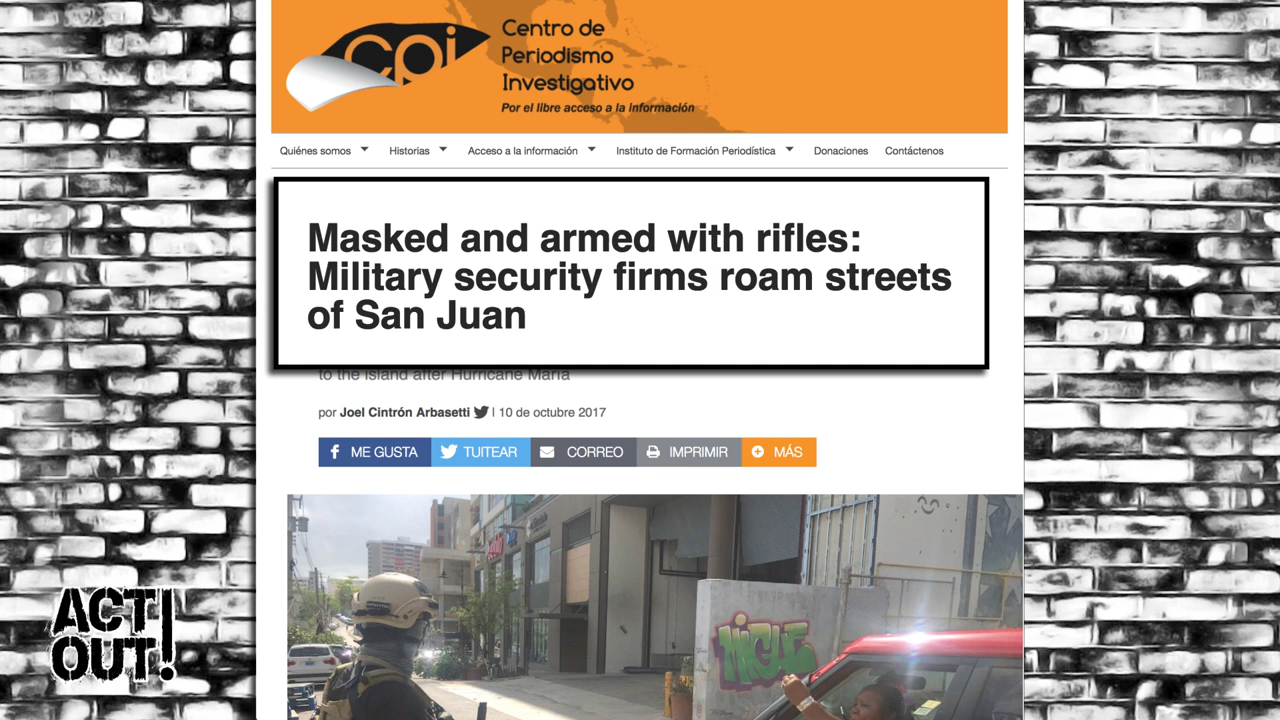 cpi
Centro de
Periodismo
Investigativo
Por el libre acceso a la información
Quiénes somos Historias Acceso a la información Instituto de Formación Periodística Donaciones Contáctenos
Masked and armed with rifles:
Military security firms roam streets
of San Juan
to the island after Hurricane Maria
por Joel Cintrón Arbasetti | 10 de octubre 2017
ME GUSTA TUITEAR CORREO IMPRIMIR MÁS
ACT
OUT!